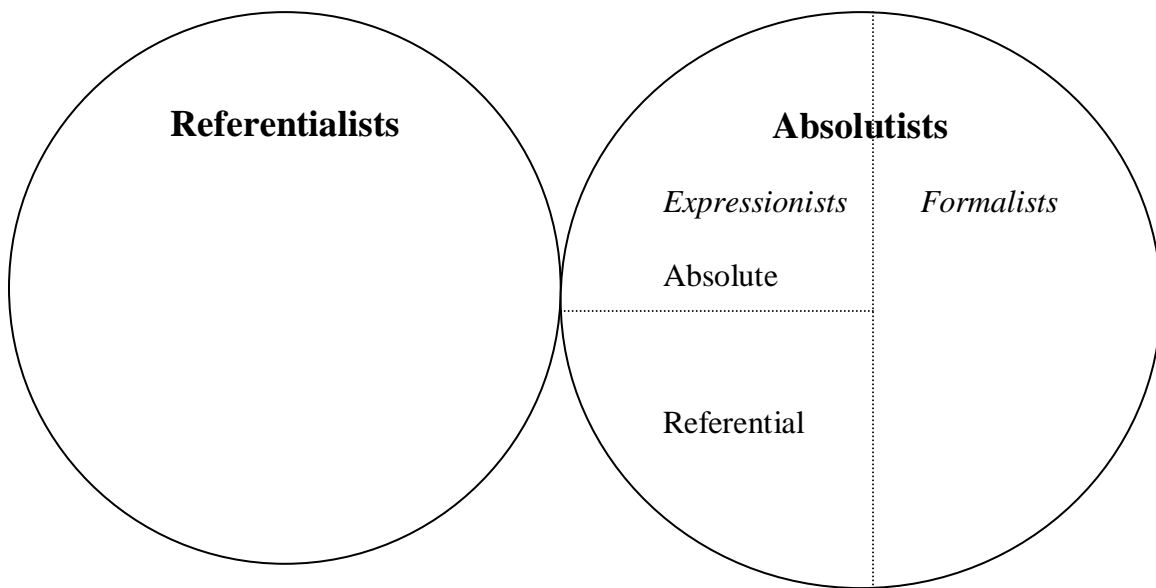 Referentialists
Absolutists
Expressionists
Formalists
Absolute
Referential